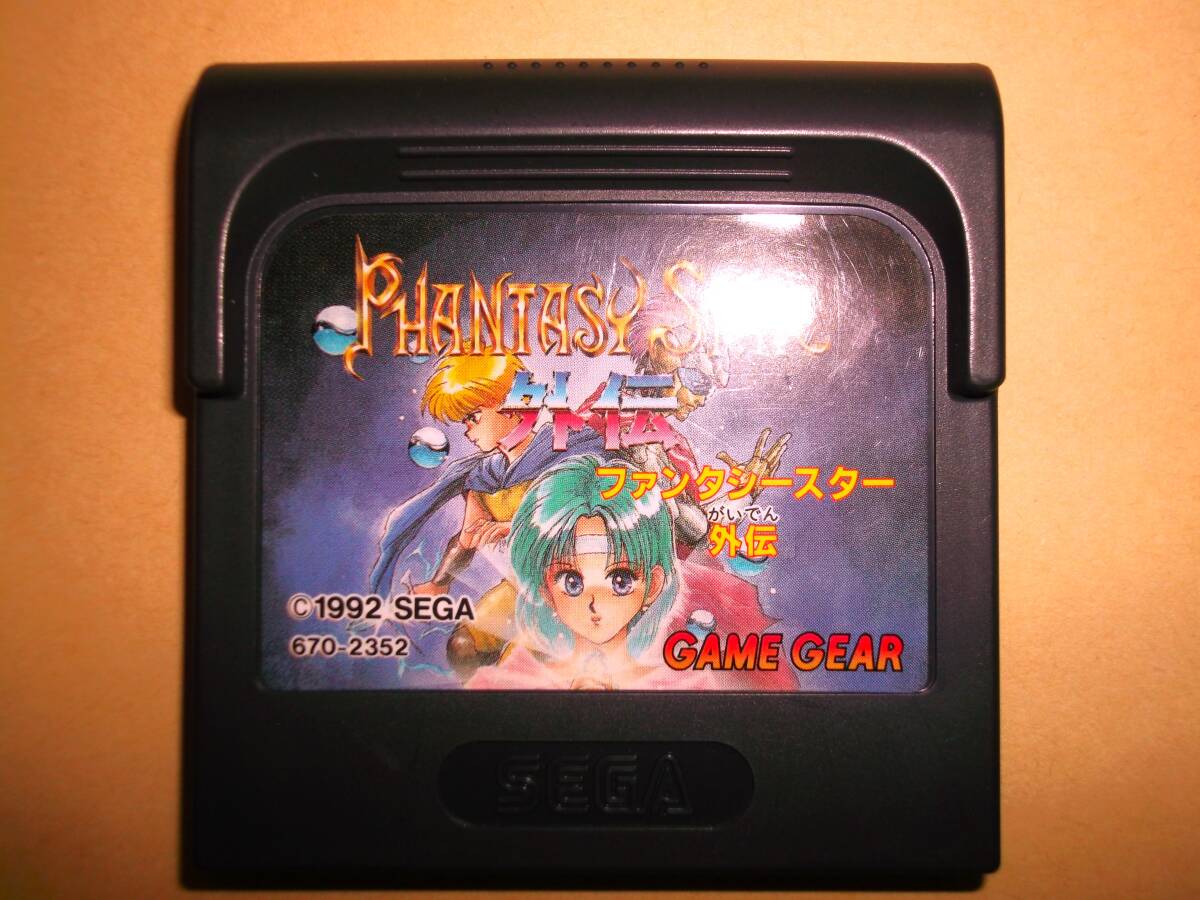 PHANTASY STAR
外伝
ファンタシースター
がいでん
外伝
©1992 SEGA
670-2352
GAME GEAR
SEGA